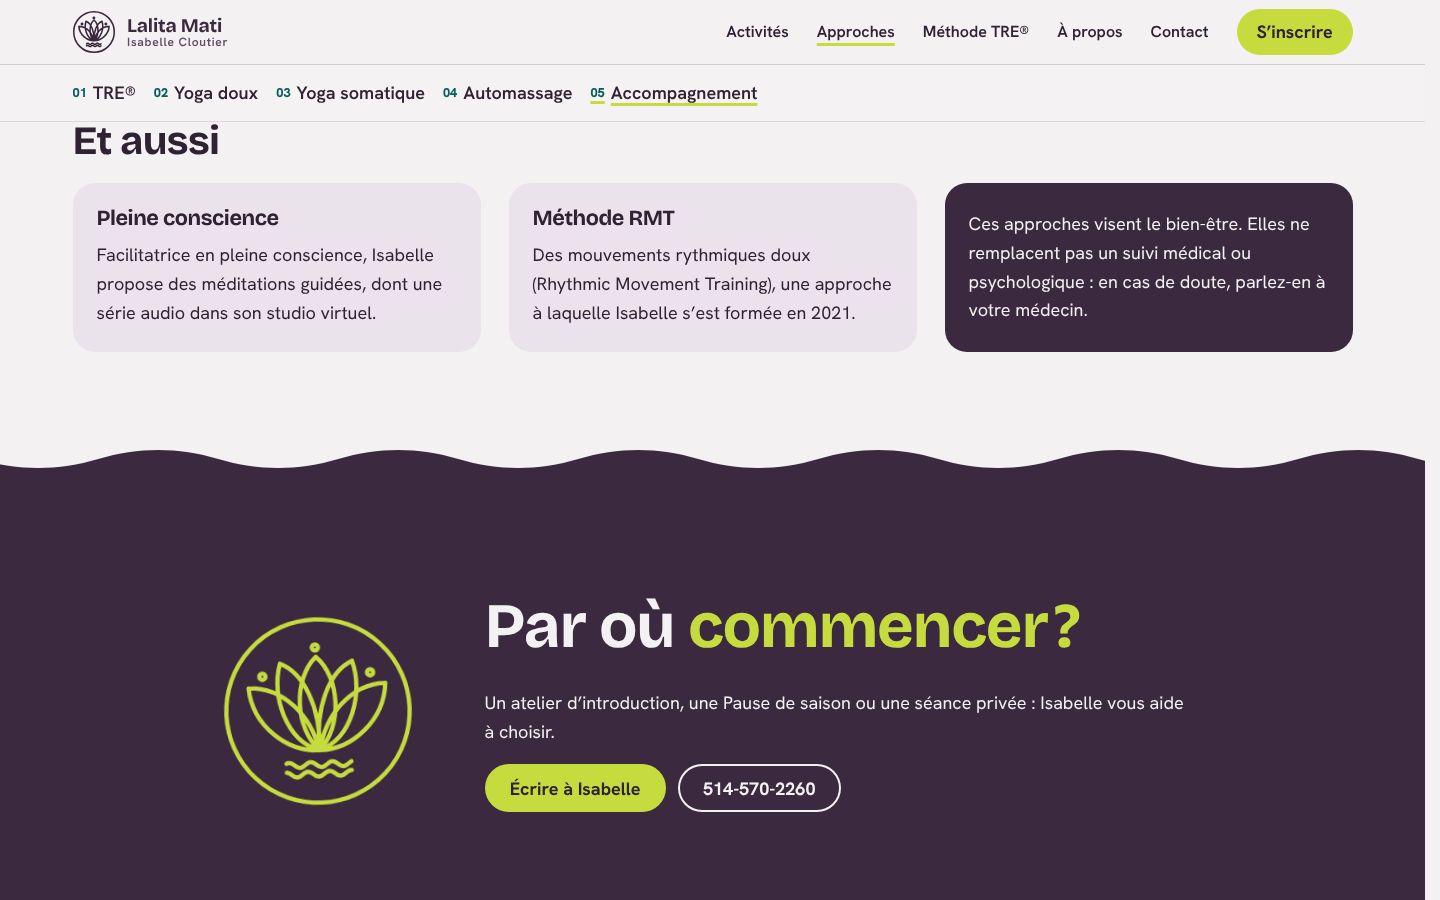 Lalita Mati
Isabelle Cloutier
Activités
Approches
Méthode TRE®
À propos
Contact
S’inscrire
01 TRE®
02 Yoga doux
03 Yoga somatique
04 Automassage
05 Accompagnement
Et aussi
Pleine conscience
Facilitatrice en pleine conscience, Isabelle
propose des méditations guidées, dont une
série audio dans son studio virtuel.
Méthode RMT
Des mouvements rythmiques doux
(Rhythmic Movement Training), une approche
à laquelle Isabelle s’est formée en 2021.
Ces approches visent le bien-être. Elles ne
remplacent pas un suivi médical ou
psychologique : en cas de doute, parlez-en à
votre médecin.
Par où commencer ?
Un atelier d’introduction, une Pause de saison ou une séance privée : Isabelle vous aide
à choisir.
Écrire à Isabelle
514-570-2260